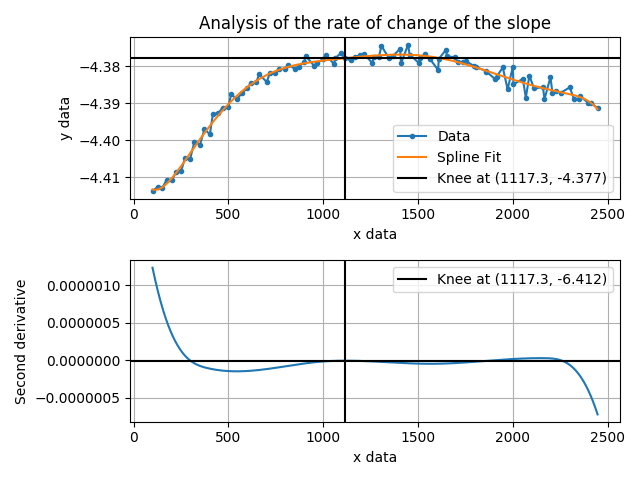 Analysis of the rate of change of the slope
y data
−4.38
−4.39
−4.40
−4.41
Data
Spline Fit
Knee at (1117.3, -4.377)
0 500 1000 1500 2000 2500
x data
Second derivative
0.0000010
0.0000005
0.0000000
−0.0000005
Knee at (1117.3, -6.412)
0 500 1000 1500 2000 2500
x data